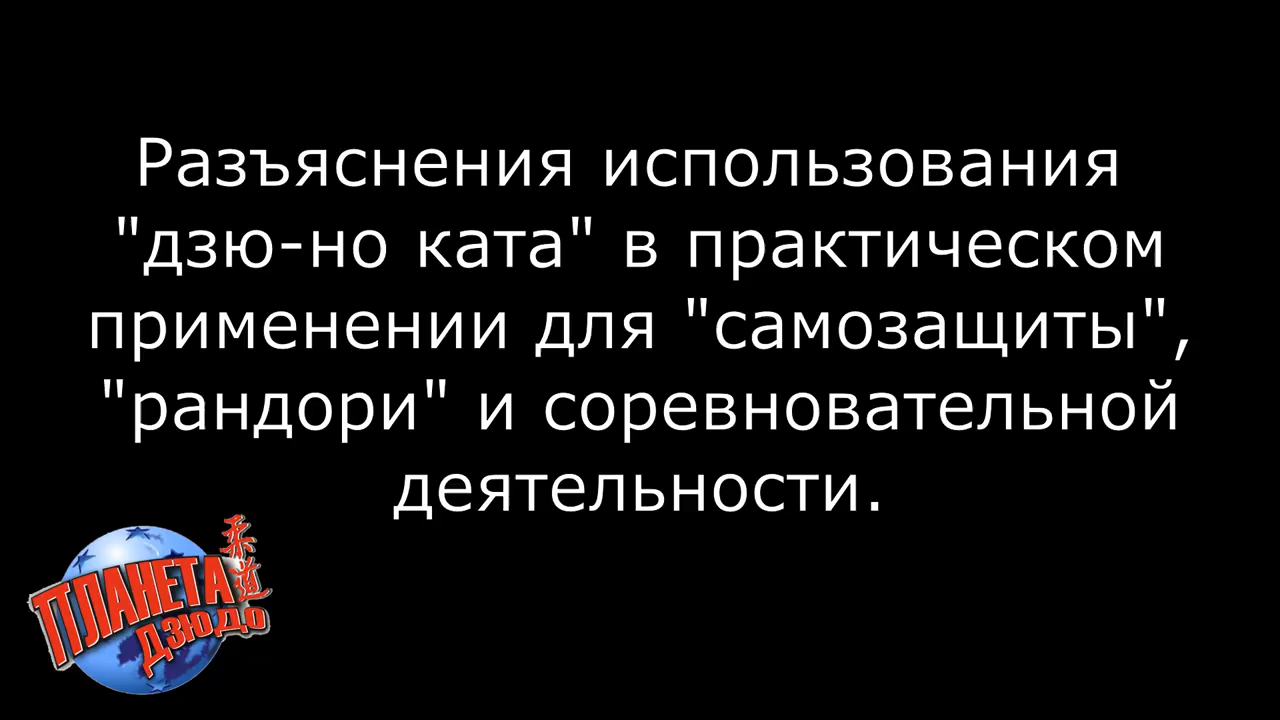 Разъяснения использования
"дзю-но ката" в практическом
применении для "самозащиты",
"рандори" и соревновательной
деятельности.
柔道
ПЛАНЕТА
ДЗЮДО